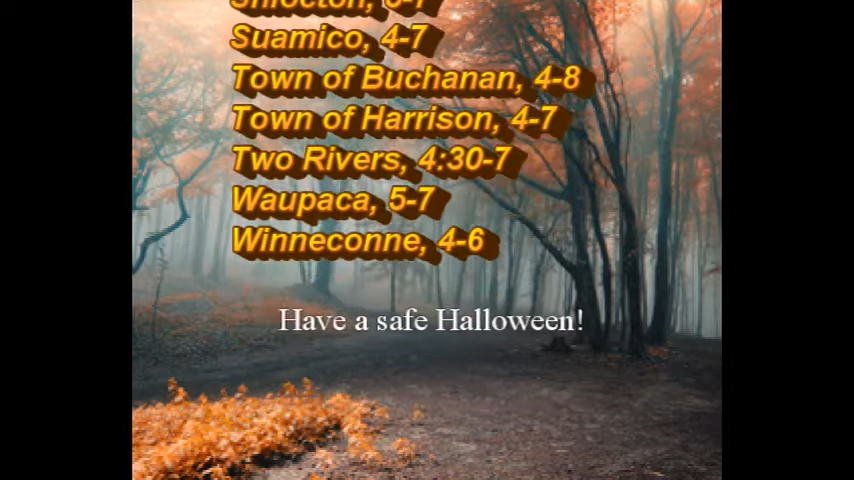 Suamico, 4-7
Town of Buchanan, 4-8
Town of Harrison, 4-7
Two Rivers, 4:30-7
Waupaca, 5-7
Winneconne, 4-6
Have a safe Halloween!